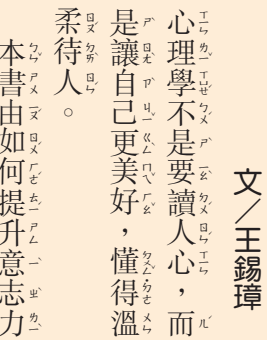 文／王錫璋
心理學不是要讀人心，而
是讓自己更美好，懂得溫
柔待人。
本書由如何提升意志力